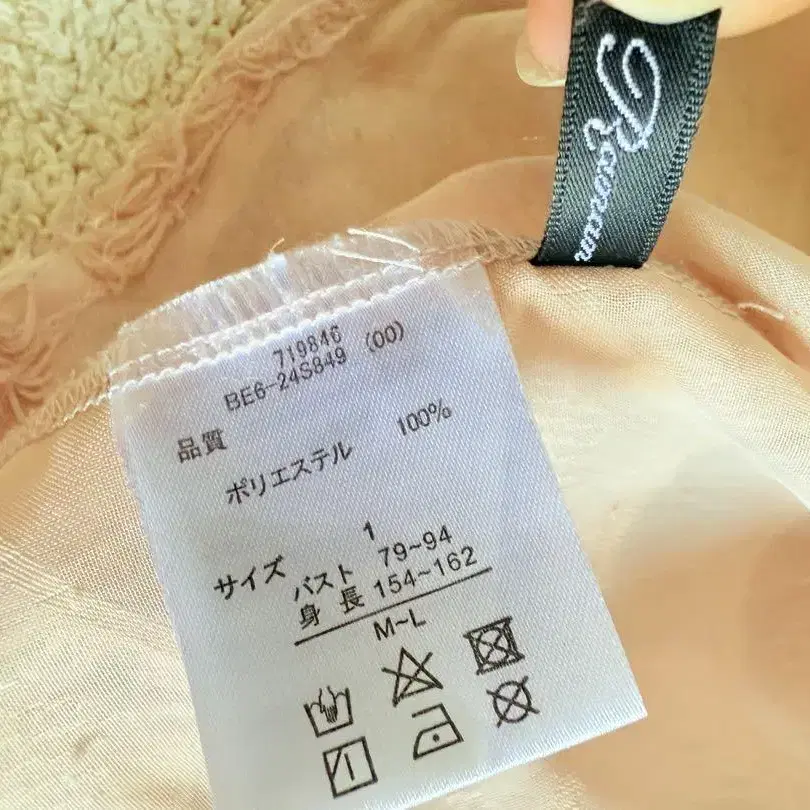 719846
BE6-24S849 (00)
品質
ポリエステル 100%
サイズ 1
バスト 79~94
身長 154~162
M~L